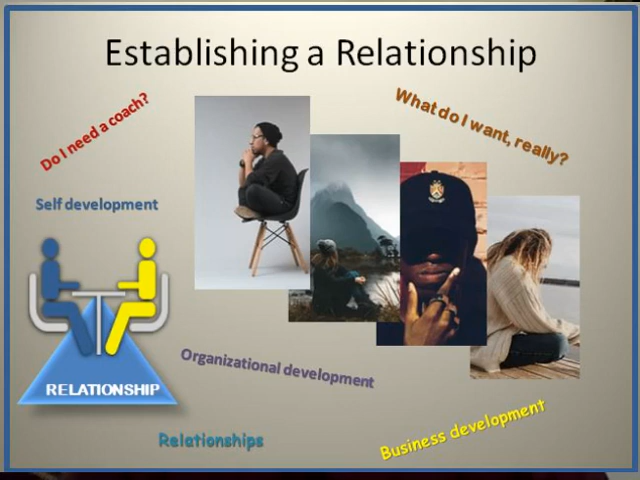 Establishing a Relationship
Do I need a coach?
What do I want, really?
Self development
RELATIONSHIP
Organizational development
Relationships
Business development